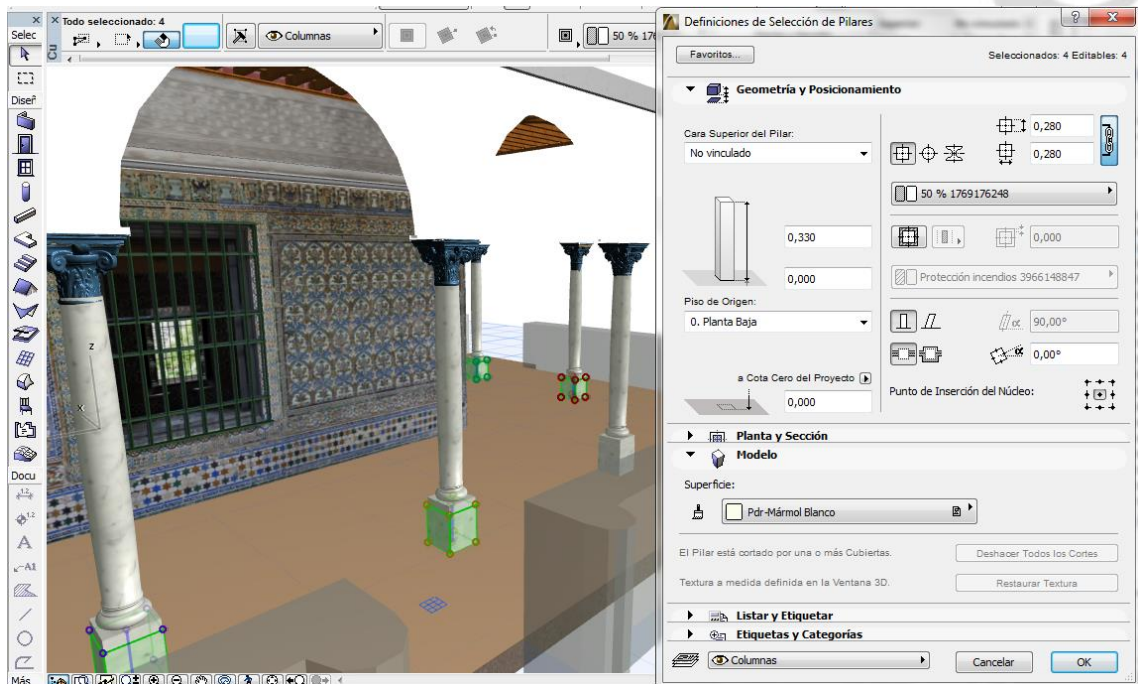 Todo seleccionado: 4
Selec
Columnas
50 % 176
Diseñ
Docu
A
A1
Más
z
x
Definiciones de Selección de Pilares
Favoritos...
Seleccionados: 4 Editables: 4
Geometría y Posicionamiento
Cara Superior del Pilar:
No vinculado
0,330
0,000
Piso de Origen:
0. Planta Baja
a Cota Cero del Proyecto
0,000
0,280
0,280
50 % 1769176248
0,000
Protección incendios 3966148847
α 90,00°
α 0,00°
Punto de Inserción del Núcleo:
Planta y Sección
Modelo
Superficie:
Pdr-Mármol Blanco
El Pilar está cortado por una o más Cubiertas.
Deshacer Todos los Cortes
Textura a medida definida en la Ventana 3D.
Restaurar Textura
Listar y Etiquetar
Etiquetas y Categorías
Columnas
Cancelar
OK